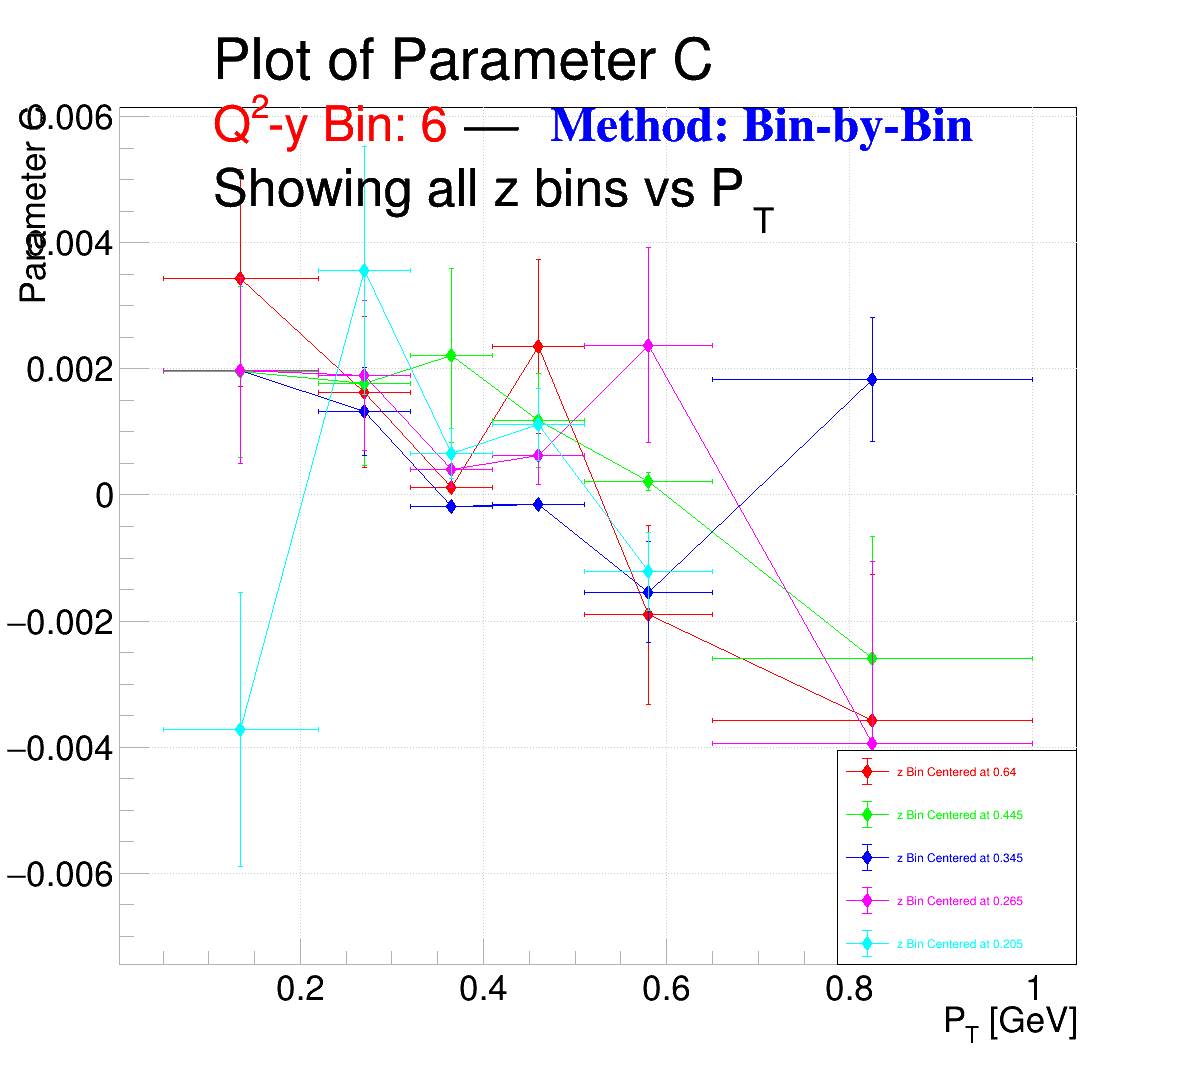 Plot of Parameter C
Q2-y Bin: 6 — Method: Bin-by-Bin
Showing all z bins vs PT
Parameter C
0.006
0.004
0.002
0
−0.002
−0.004
−0.006
z Bin Centered at 0.64
z Bin Centered at 0.445
z Bin Centered at 0.345
z Bin Centered at 0.265
z Bin Centered at 0.205
0.2 0.4 0.6 0.8 1
PT [GeV]